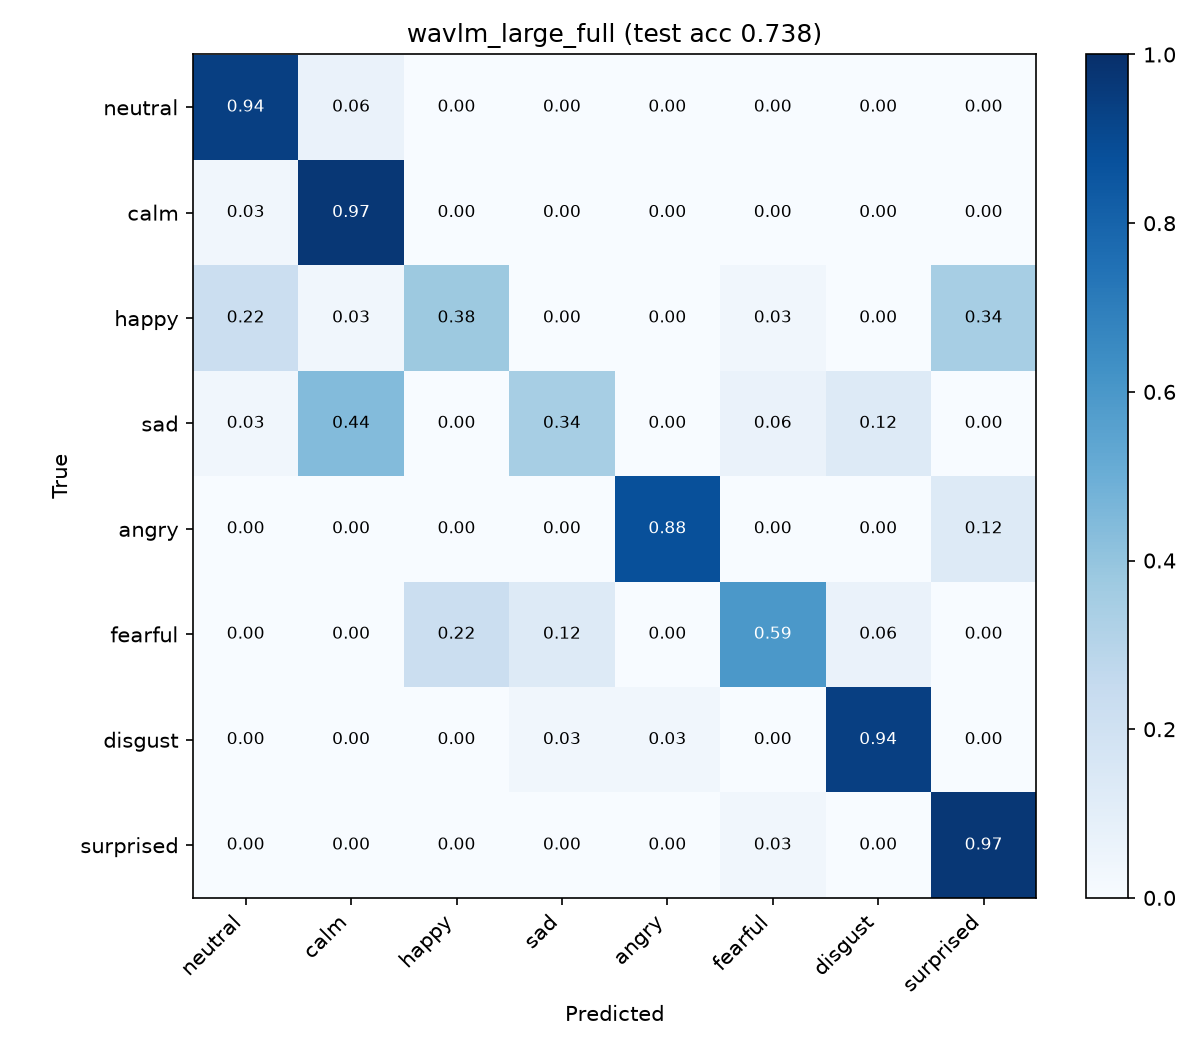 wavlm_large_full (test acc 0.738)
neutral 0.94 0.06 0.00 0.00 0.00 0.00 0.00 0.00
calm 0.03 0.97 0.00 0.00 0.00 0.00 0.00 0.00
happy 0.22 0.03 0.38 0.00 0.00 0.03 0.00 0.34
sad 0.03 0.44 0.00 0.34 0.00 0.06 0.12 0.00
angry 0.00 0.00 0.00 0.00 0.88 0.00 0.00 0.12
fearful 0.00 0.00 0.22 0.12 0.00 0.59 0.06 0.00
disgust 0.00 0.00 0.00 0.03 0.03 0.00 0.94 0.00
surprised 0.00 0.00 0.00 0.00 0.00 0.03 0.00 0.97
neutral calm happy sad angry fearful disgust surprised
Predicted
True
1.0
0.8
0.6
0.4
0.2
0.0